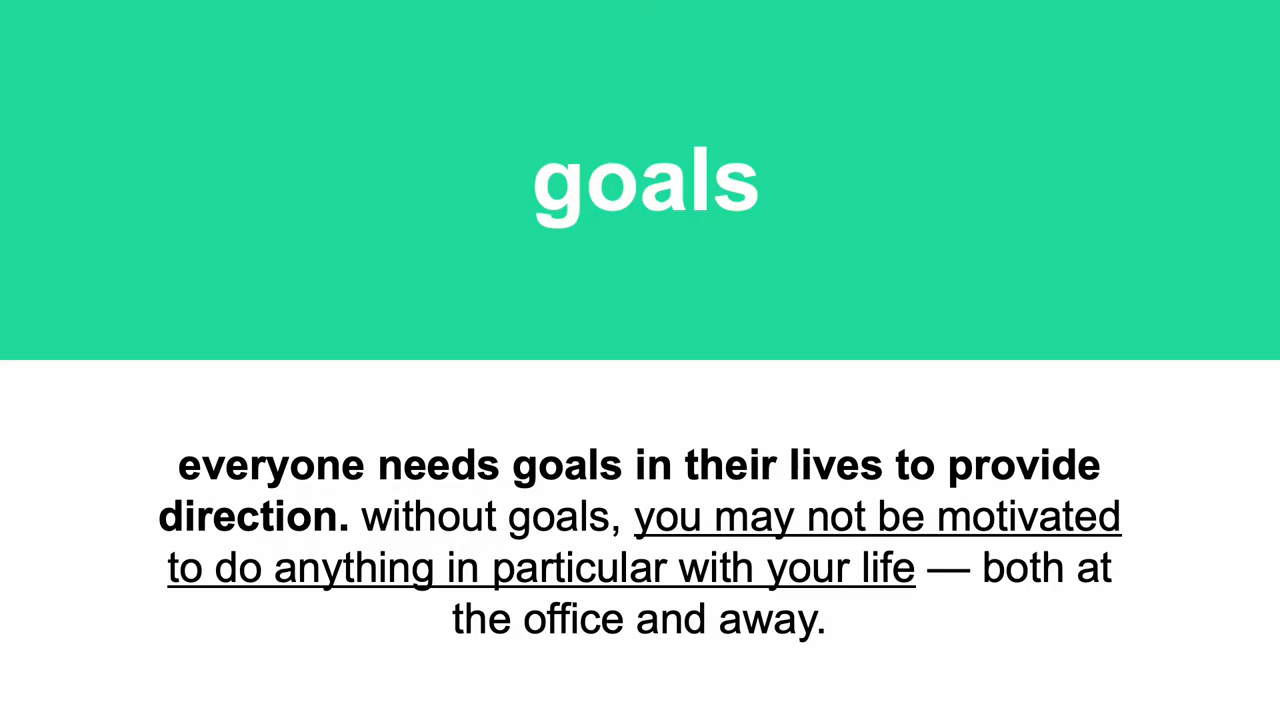 goals
everyone needs goals in their lives to provide
direction. without goals, you may not be motivated
to do anything in particular with your life — both at
the office and away.